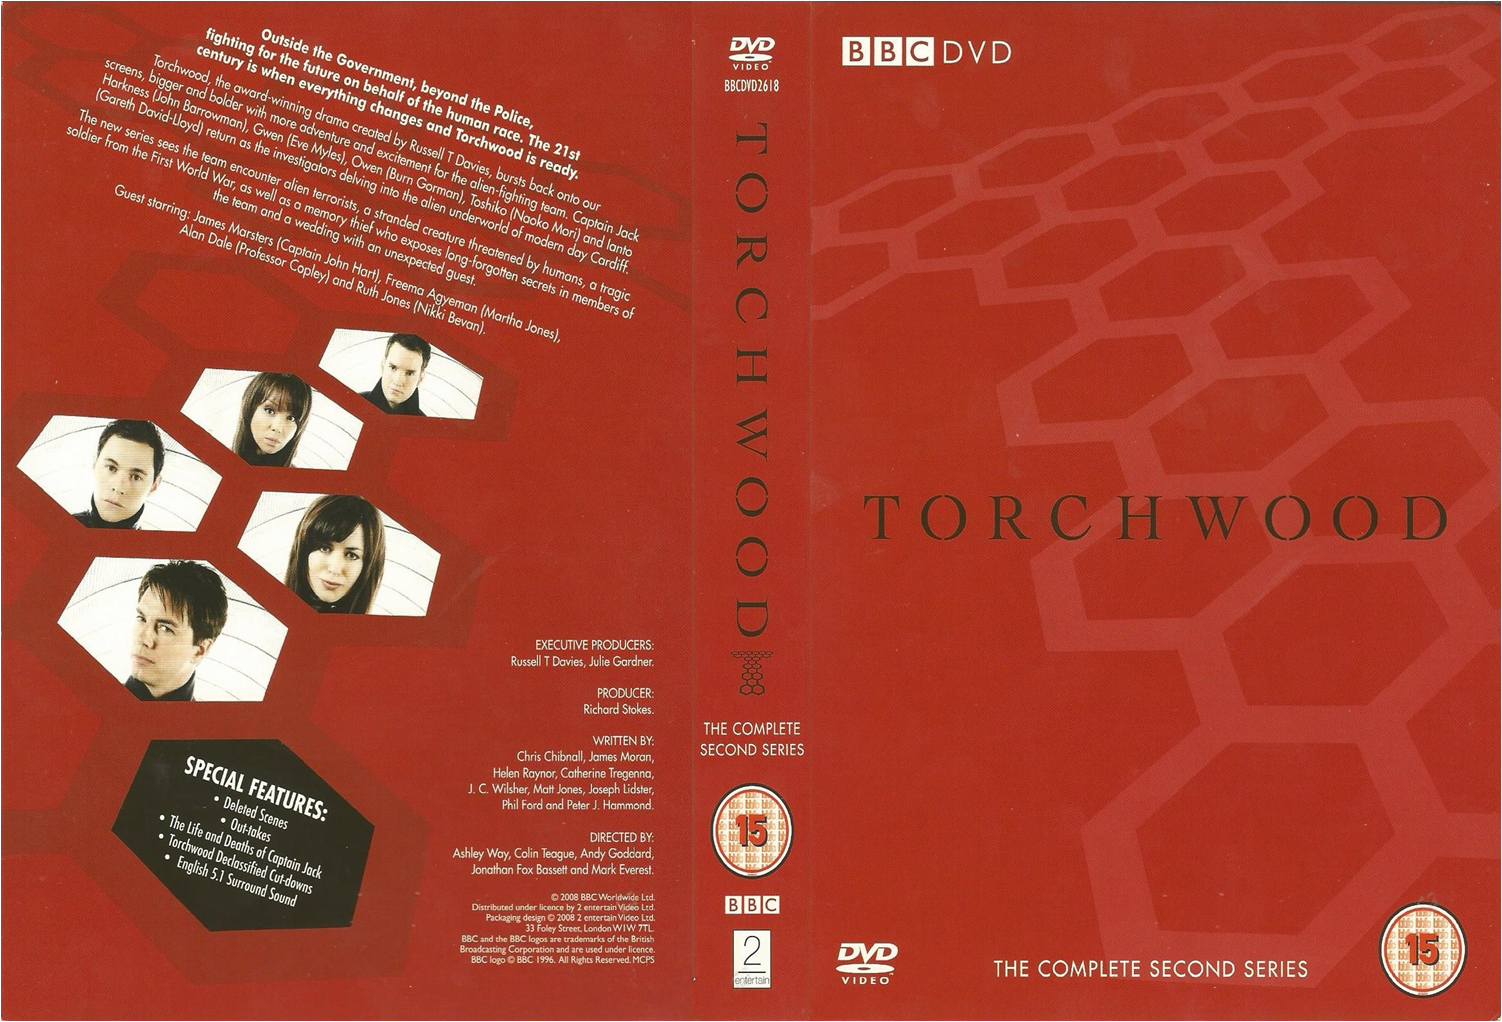 Outside the Government, beyond the Police,
fighting for the future on behalf of the human race. The 21st
century is when everything changes and Torchwood is ready.
Torchwood, the award-winning drama created by Russell T Davies, bursts back onto our
screens, bigger and bolder with more adventure and excitement for the alien-fighting team. Captain Jack
Harkness (John Barrowman), Gwen (Eve Myles), Owen (Burn Gorman), Toshiko (Naoko Mori) and Ianto
(Gareth David-Lloyd) return as the investigators delving into the alien underworld of modern day Cardiff.
The new series sees the team encounter alien terrorists, a stranded creature threatened by humans, a tragic
soldier from the First World War, as well as a memory thief who exposes long-forgotten secrets in members of
the team and a wedding with an unexpected guest.
Guest starring: James Marsters (Captain John Hart), Freema Agyeman (Martha Jones),
Alan Dale (Professor Copley) and Ruth Jones (Nikki Bevan).
SPECIAL FEATURES:
• Deleted Scenes
• Out-takes
• The Life and Deaths of Captain Jack
• Torchwood Declassified Cut-downs
• English 5.1 Surround Sound
EXECUTIVE PRODUCERS:
Russell T Davies, Julie Gardner.
PRODUCER:
Richard Stokes.
WRITTEN BY:
Chris Chibnall, James Moran,
Helen Raynor, Catherine Tregenna,
J. C. Wilsher, Matt Jones, Joseph Lidster,
Phil Ford and Peter J. Hammond.
DIRECTED BY:
Ashley Way, Colin Teague, Andy Goddard,
Jonathan Fox Bassett and Mark Everest.
© 2008 BBC Worldwide Ltd.
Distributed under licence by 2 entertain Video Ltd.
Packaging design © 2008 2 entertain Video Ltd.
33 Foley Street, London W1W 7TL.
BBC and the BBC logos are trademarks of the British
Broadcasting Corporation and are used under licence.
BBC logo © BBC 1996. All Rights Reserved. MCPS
DVD
VIDEO
BBCDVD2618
TORCHWOOD
THE COMPLETE
SECOND SERIES
15
BBC
2
entertain
BBC DVD
TORCHWOOD
DVD
VIDEO
THE COMPLETE SECOND SERIES
15